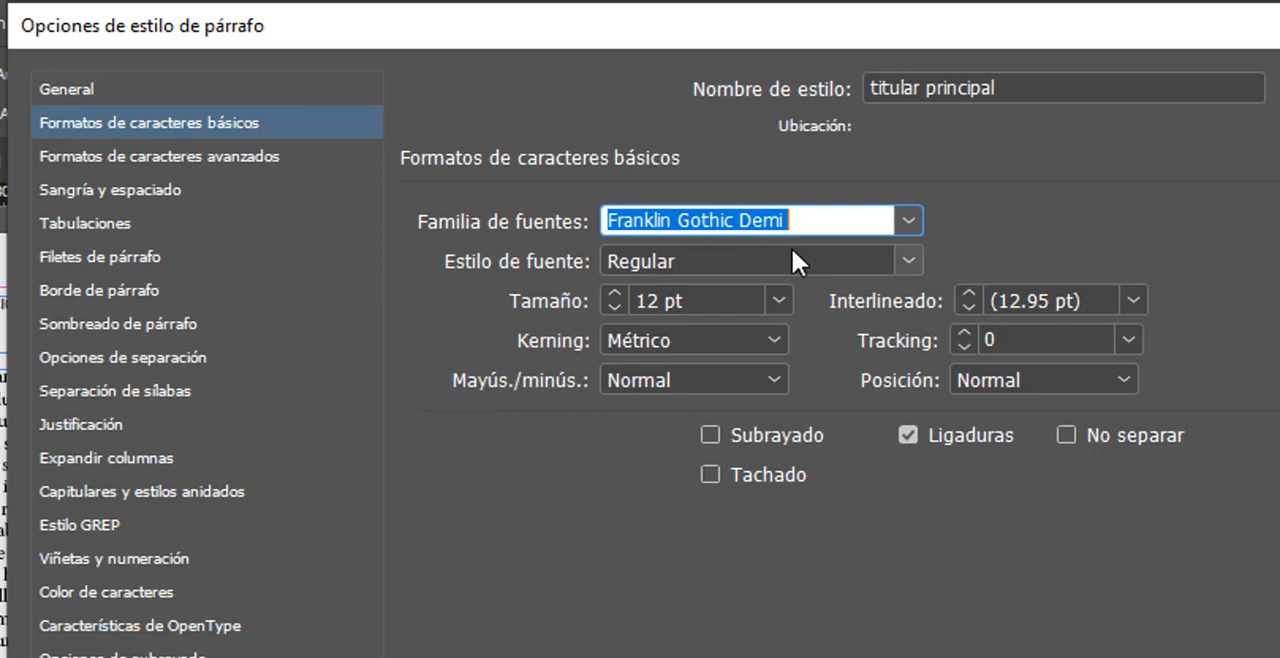 Opciones de estilo de párrafo
General
Formatos de caracteres básicos
Formatos de caracteres avanzados
Sangría y espaciado
Tabulaciones
Filetes de párrafo
Borde de párrafo
Sombreado de párrafo
Opciones de separación
Separación de sílabas
Justificación
Expandir columnas
Capitulares y estilos anidados
Estilo GREP
Viñetas y numeración
Color de caracteres
Características de OpenType
Opciones de subrayado
Nombre de estilo: titular principal
Ubicación:
Formatos de caracteres básicos
Familia de fuentes: Franklin Gothic Demi
Estilo de fuente: Regular
Tamaño: 12 pt Interlineado: (12.95 pt)
Kerning: Métrico Tracking: 0
Mayús./minús.: Normal Posición: Normal
Subrayado Ligaduras No separar
Tachado